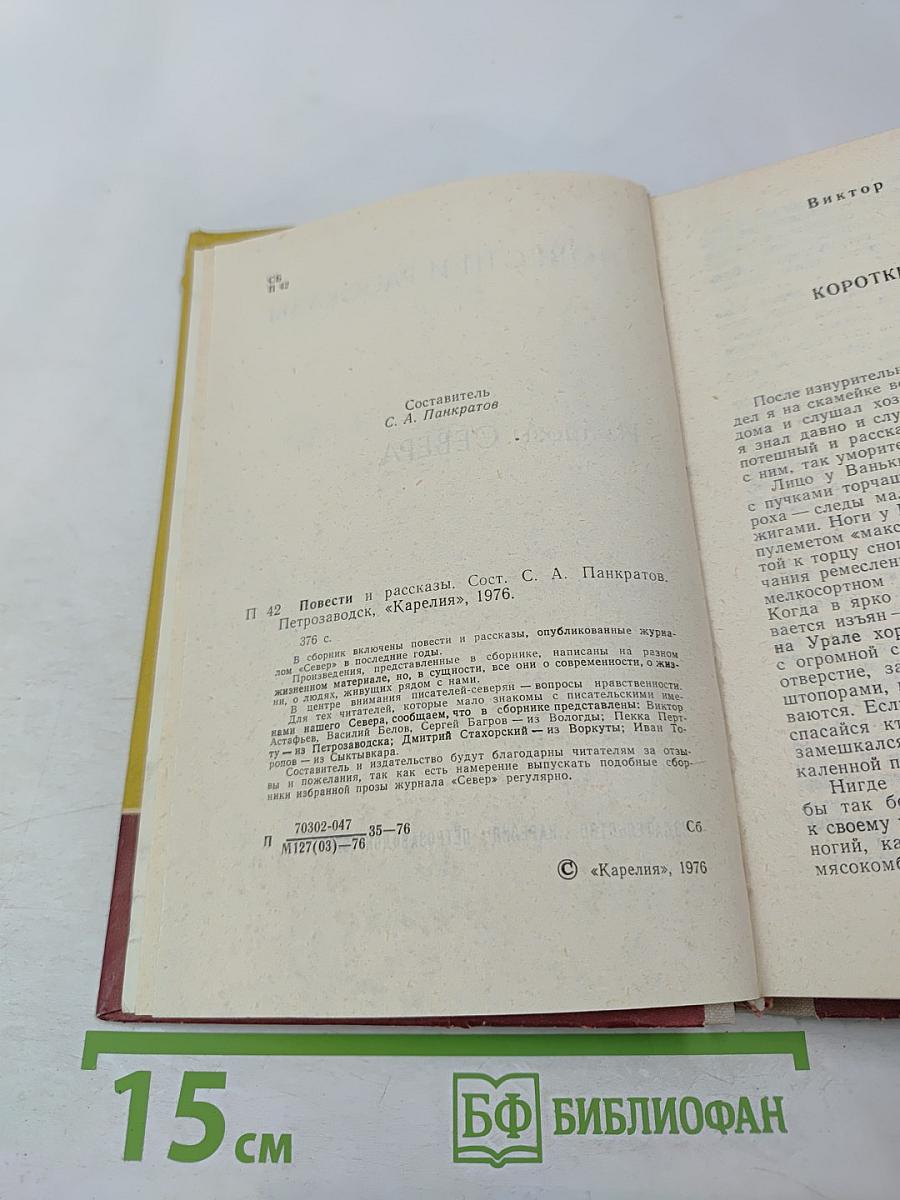 СБ
П 42
Составитель
С. А. Панкратов
П 42 Повести и рассказы. Сост. С. А. Панкратов.
Петрозаводск, «Карелия», 1976.
376 с.
В сборник включены повести и рассказы, опубликованные журна-
лом «Север» в последние годы.
Произведения, представленные в сборнике, написаны на разном
жизненном материале, но, в сущности, все они о современности, о жиз-
ни, о людях, живущих рядом с нами.
В центре внимания писателей-северян — вопросы нравственности.
Для тех читателей, которые мало знакомы с писательскими име-
нами нашего Севера, сообщаем, что в сборнике представлены: Виктор
Астафьев, Василий Белов, Сергей Багров — из Вологды; Пекка Перт-
ту — из Петрозаводска; Дмитрий Стахорский — из Воркуты; Иван То-
ропов — из Сыктывкара.
Составитель и издательство будут благодарны читателям за отзы-
вы и пожелания, так как есть намерение выпускать подобные сбор-
ники избранной прозы журнала «Север» регулярно.
П 70302-047 35—76 Сб.
М127(03)—76
© «Карелия», 1976
Виктор
КОРОТК
После изнурительн
дел я на скамейке в
дома и слушал хоз
я знал давно и слу
потешный и расска
с ним, так уморите
Лицо у Ваньк
с пучками торча
роха — следы ма
жигами. Ноги у
пулеметом «макс
той к торцу сно
чания ремеслен
мелкосортном
Когда в ярко
вается изъян —
на Урале хор
с огромной с
отверстие, за
штопорами,
ваются. Есл
спасайся кт
замешкался
каленной п
Нигде
бы так бе
к своему
ногий, ка
мясокомб
15 см
БФ БИБЛИОФАН